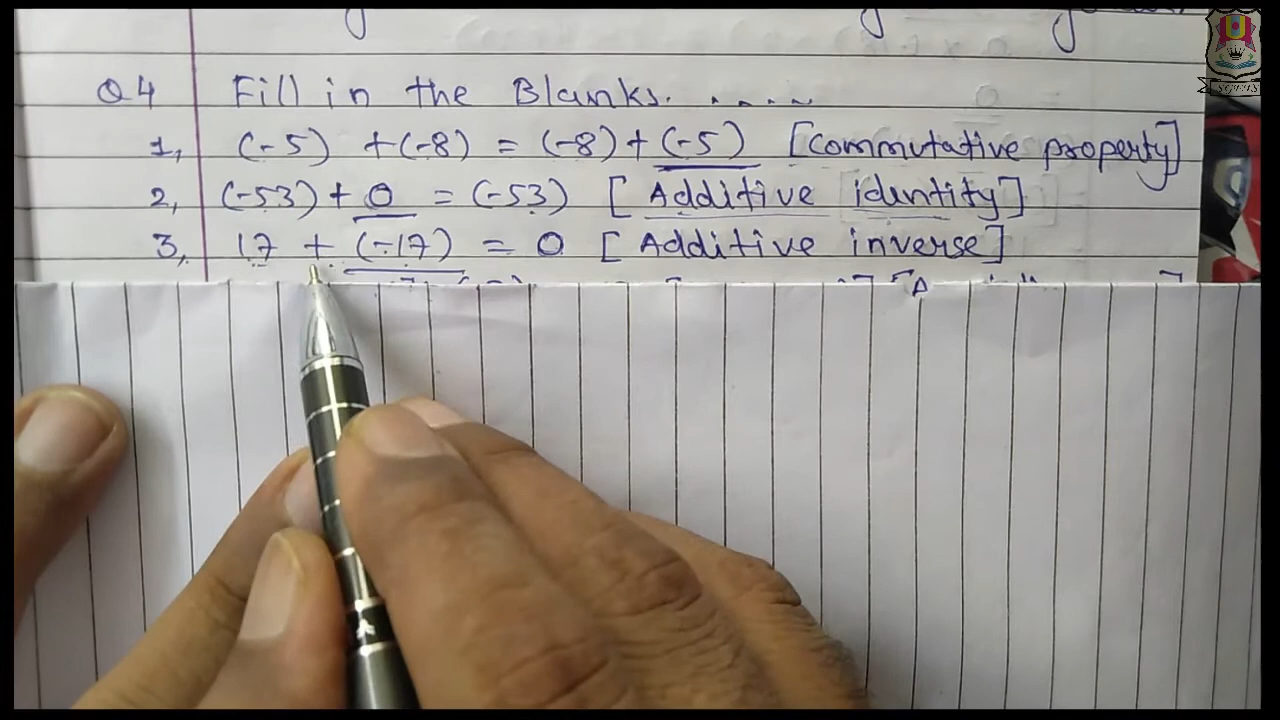 Q4 Fill in the Blanks. ....
1, (-5) +(-8) = (-8)+(-5) [Commutative property]
2, (-53)+ 0 = (-53) [Additive identity]
3, 17 + (-17) = 0 [Additive inverse]